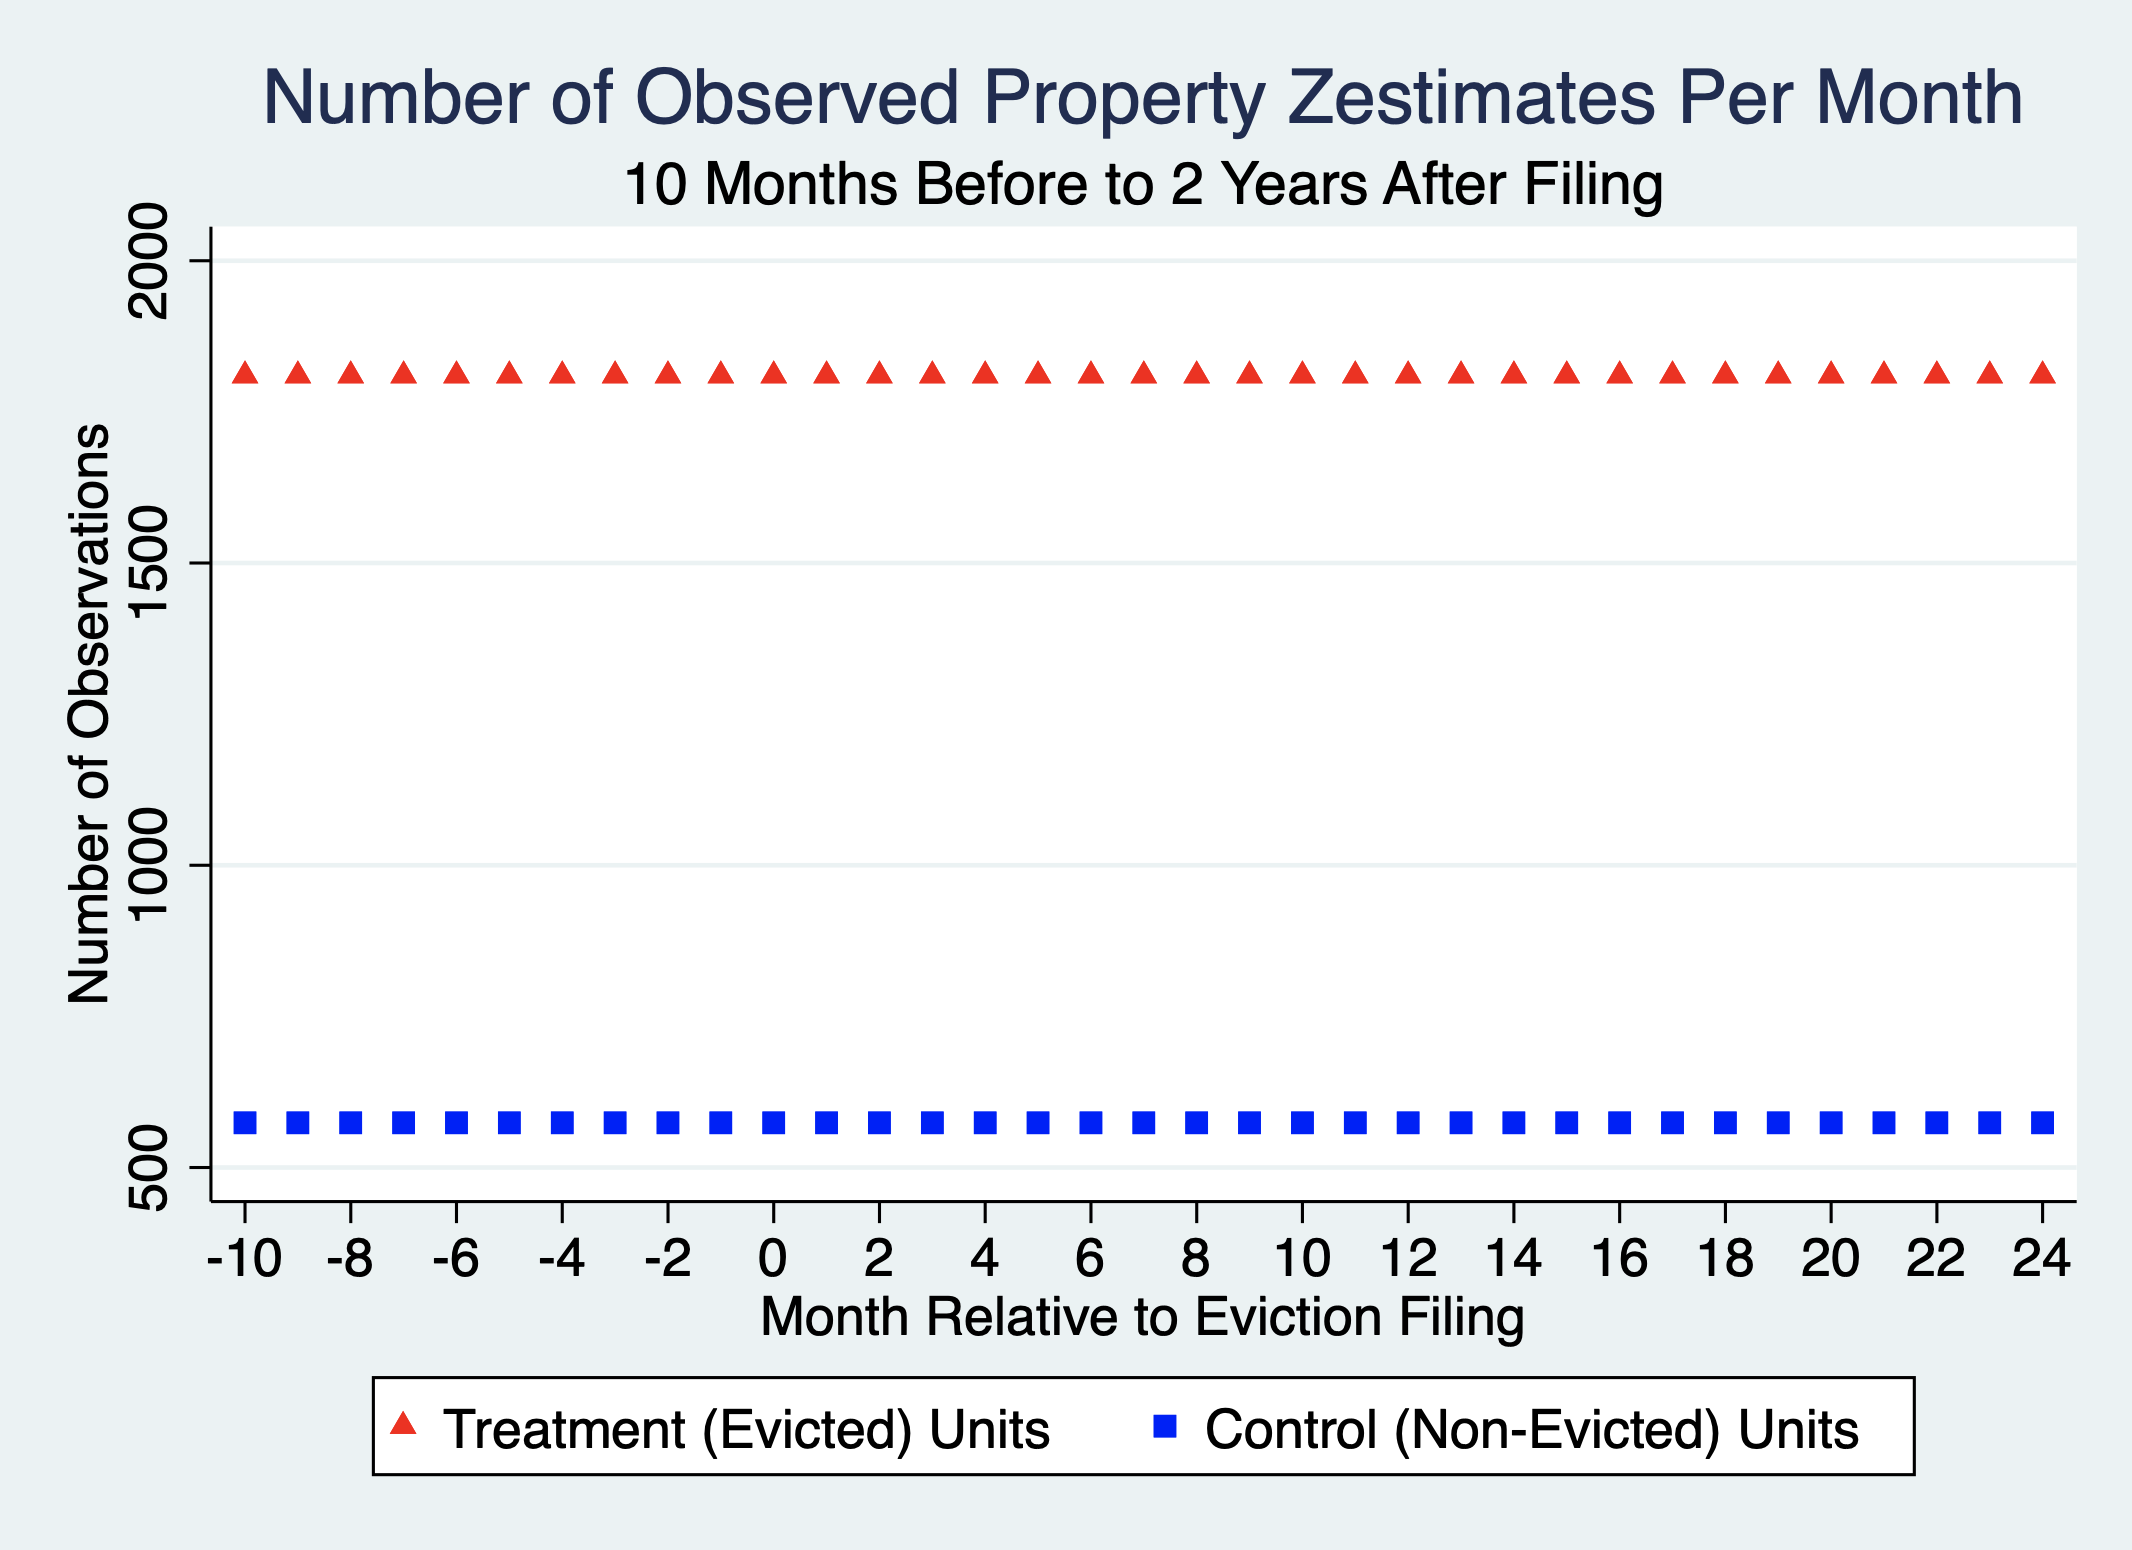 Number of Observed Property Zestimates Per Month
10 Months Before to 2 Years After Filing
Number of Observations
2000
1500
1000
500
-10 -8 -6 -4 -2 0 2 4 6 8 10 12 14 16 18 20 22 24
Month Relative to Eviction Filing
Treatment (Evicted) Units Control (Non-Evicted) Units